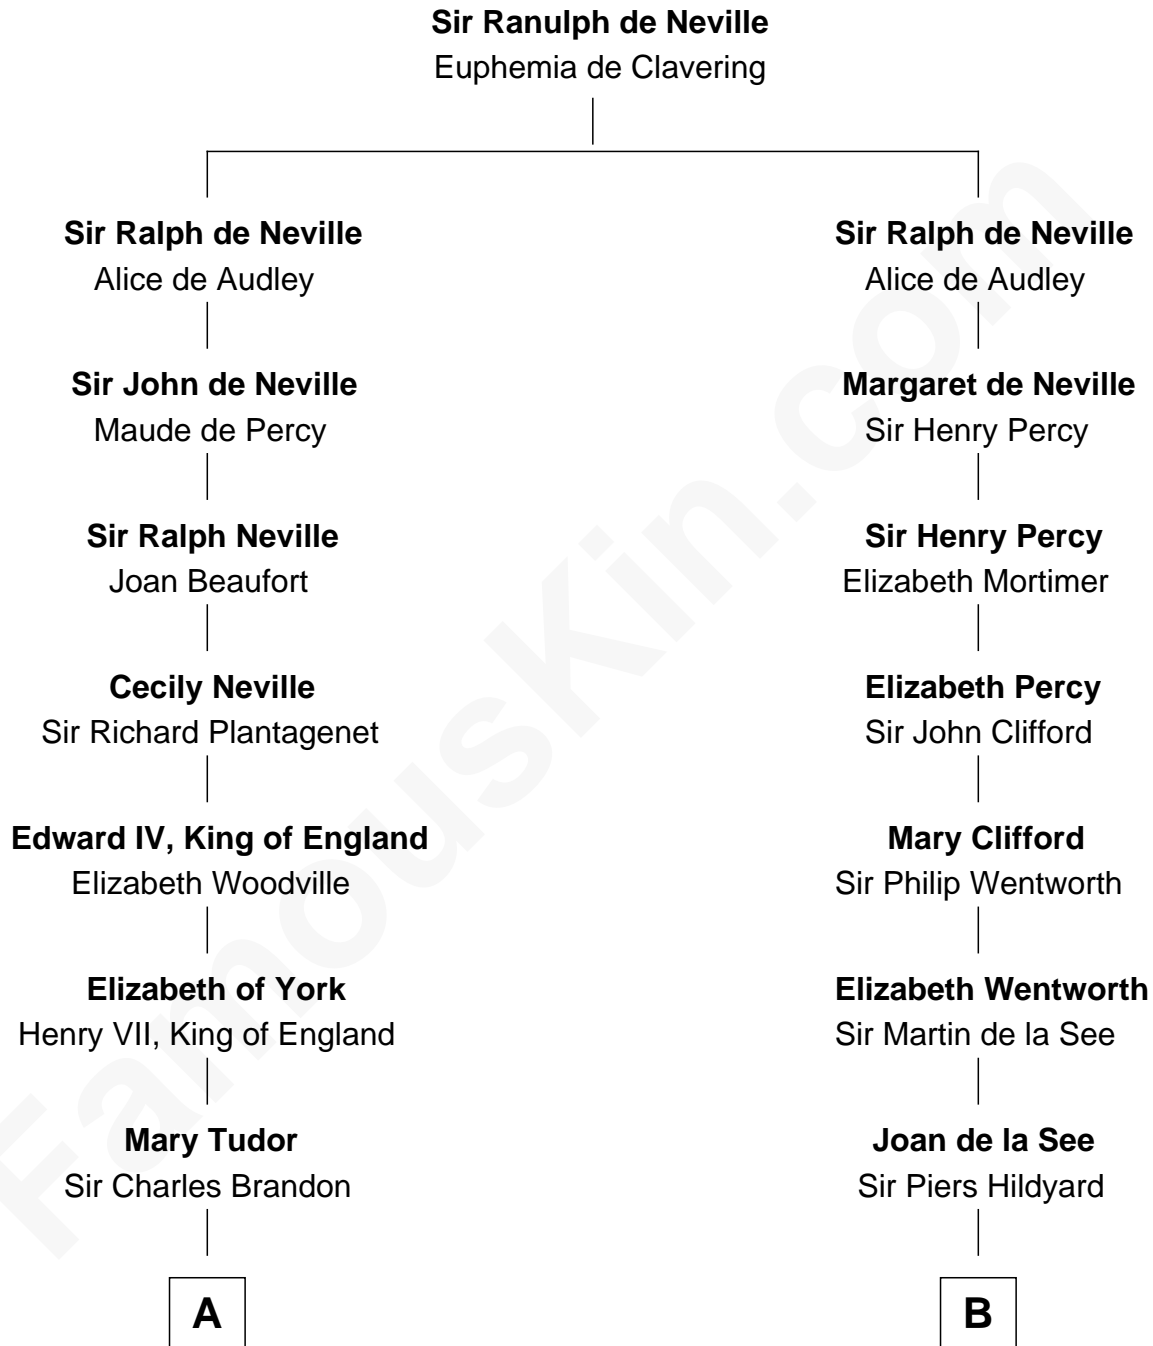 Sir Ranulph de Neville
Euphemia de Clavering
Sir Ralph de Neville
Alice de Audley
Sir Ralph de Neville
Alice de Audley
Sir John de Neville
Maude de Percy
Margaret de Neville
Sir Henry Percy
Sir Ralph Neville
Joan Beaufort
Sir Henry Percy
Elizabeth Mortimer
Cecily Neville
Sir Richard Plantagenet
Elizabeth Percy
Sir John Clifford
Edward IV, King of England
Elizabeth Woodville
Mary Clifford
Sir Philip Wentworth
Elizabeth of York
Henry VII, King of England
Elizabeth Wentworth
Sir Martin de la See
Mary Tudor
Sir Charles Brandon
Joan de la See
Sir Piers Hildyard
A
B
FamousKin.com